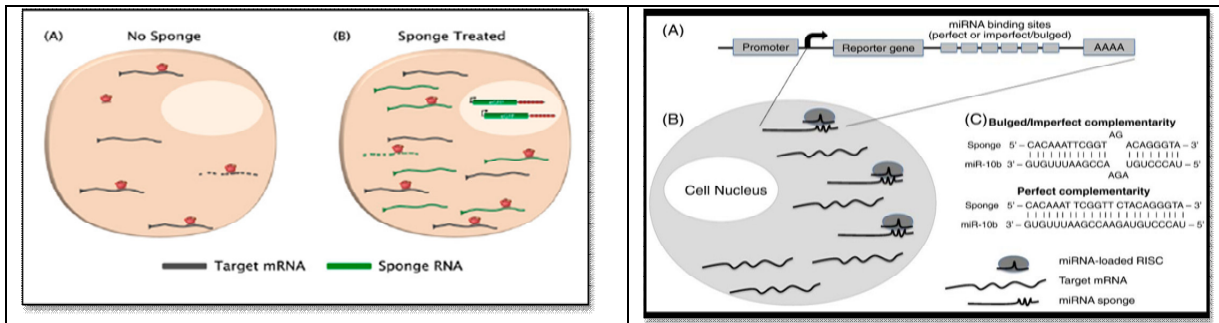 (A) No Sponge
(B) Sponge Treated
Target mRNA
Sponge RNA
(A)
miRNA binding sites
(perfect or imperfect/bulged)
Promoter
Reporter gene
AAAA
(B)
Cell Nucleus
(C) Bulged/Imperfect complementarity
AG
Sponge 5' – CACAAATTCGGT ACAGGGTA – 3'
miR-10b 3' – GUGUUUAAGCCA UGUCCCAU – 5'
AGA
Perfect complementarity
Sponge 5' – CACAAAT TCGGTT CTACAGGGTA – 3'
miR-10b 3' – GUGUUUAAGCCAAGAUGUCCCAU – 5'
miRNA-loaded RISC
Target mRNA
miRNA sponge